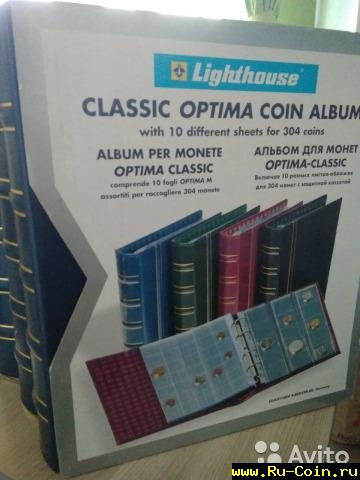 Lighthouse®
CLASSIC OPTIMA COIN ALBUM
with 10 different sheets for 304 coins
ALBUM PER MONETE
OPTIMA CLASSIC
comprende 10 fogli OPTIMA M
assortiti per raccogliere 304 monete
АЛЬБОМ ДЛЯ МОНЕТ
OPTIMA-CLASSIC
Включая 10 разных листов-обложек
для 304 монет с защитной кассетой
Avito
www.Ru-Coin.ru